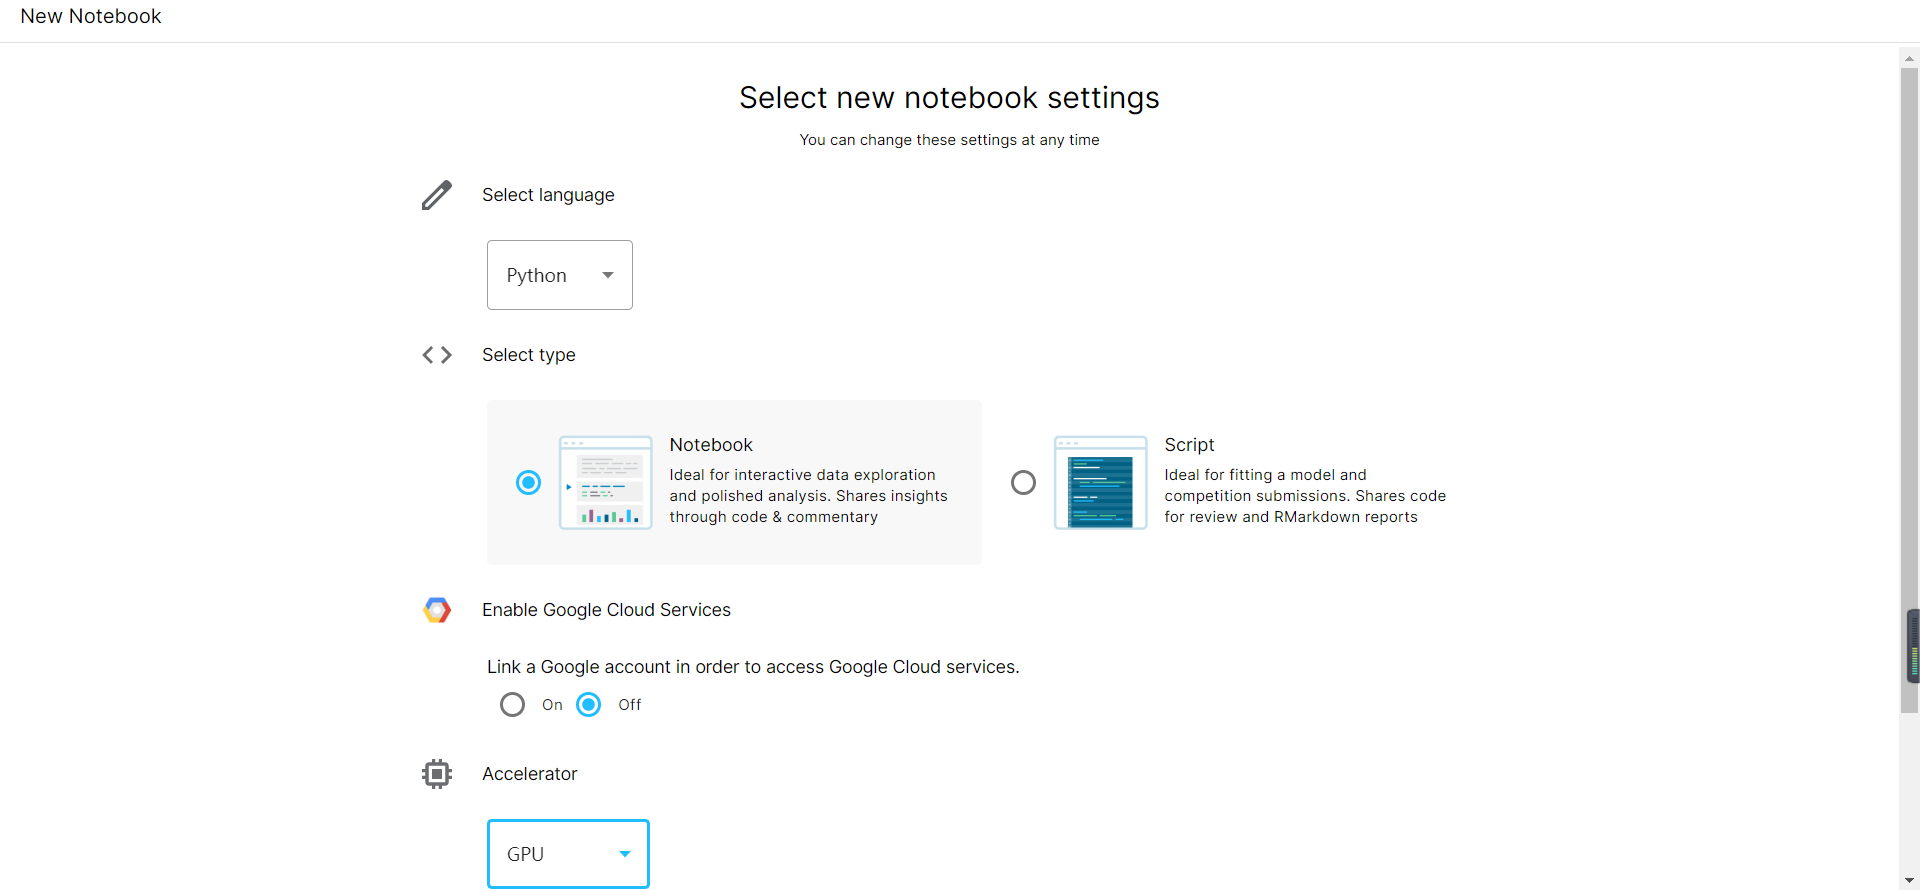 New Notebook
Select new notebook settings
You can change these settings at any time
Select language
Python
Select type
Notebook
Ideal for interactive data exploration
and polished analysis. Shares insights
through code & commentary
Script
Ideal for fitting a model and
competition submissions. Shares code
for review and RMarkdown reports
Enable Google Cloud Services
Link a Google account in order to access Google Cloud services.
On Off
Accelerator
GPU